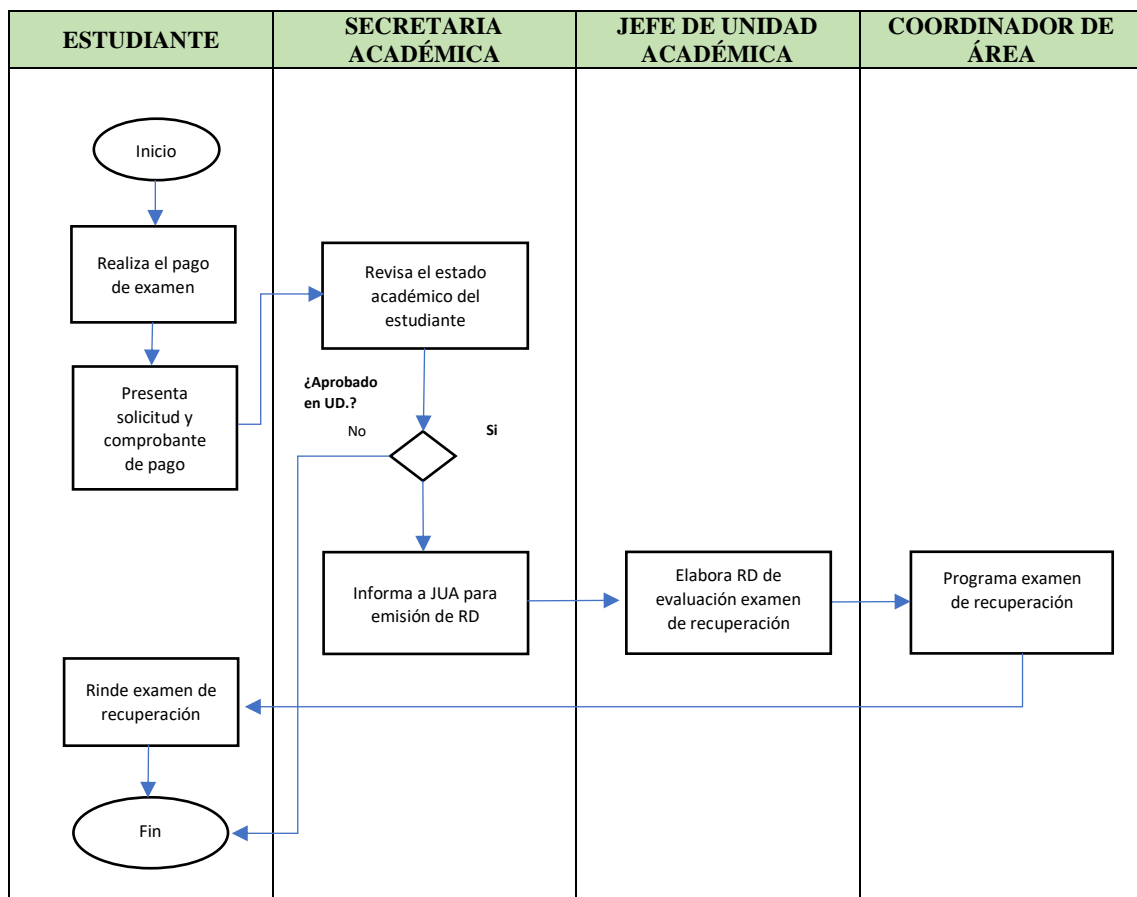 ESTUDIANTE
SECRETARIA
ACADÉMICA
JEFE DE UNIDAD
ACADÉMICA
COORDINADOR DE
ÁREA
Inicio
Realiza el pago
de examen
Presenta
solicitud y
comprobante
de pago
Revisa el estado
académico del
estudiante
¿Aprobado
en UD.?
No
Si
Informa a JUA para
emisión de RD
Elabora RD de
evaluación examen
de recuperación
Programa examen
de recuperación
Rinde examen de
recuperación
Fin